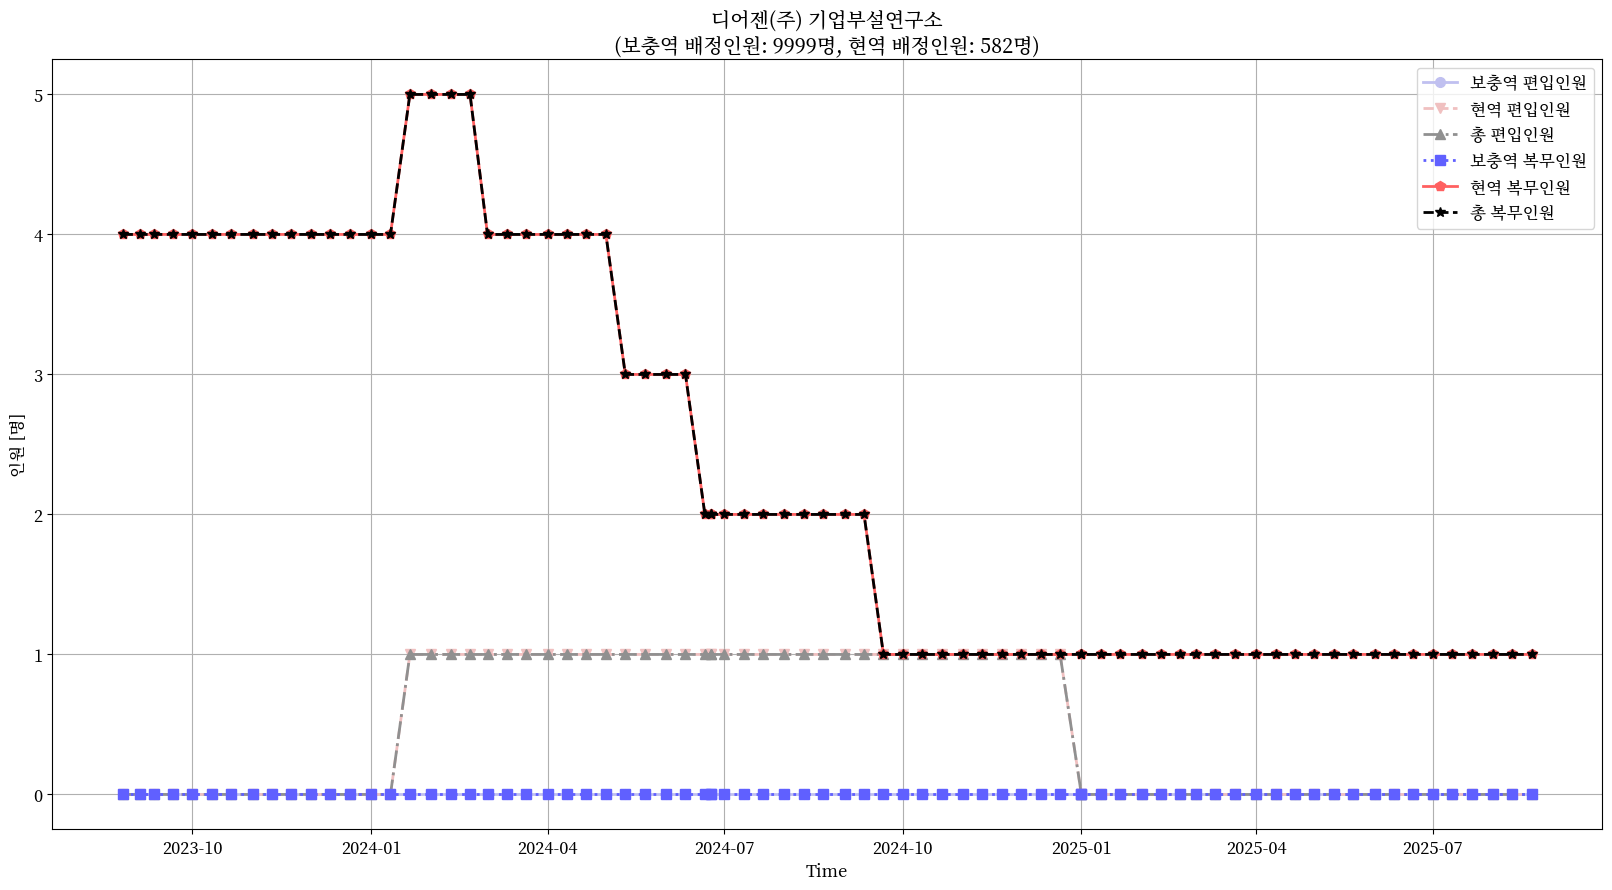 디어젠(주) 기업부설연구소
(보충역 배정인원: 9999명, 현역 배정인원: 582명)
보충역 편입인원
현역 편입인원
총 편입인원
보충역 복무인원
현역 복무인원
총 복무인원
인원 [명]
5
4
3
2
1
0
2023-10
2024-01
2024-04
2024-07
2024-10
2025-01
2025-04
2025-07
Time